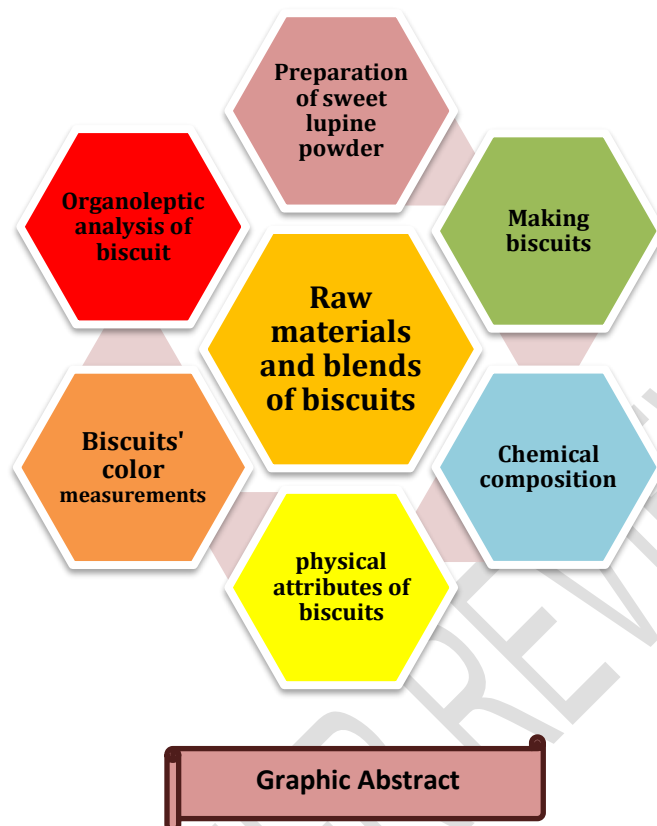 Preparation
of sweet
lupine
powder
Organoleptic
analysis of
biscuit
Making
biscuits
Raw
materials
and blends
of biscuits
Biscuits'
color
measurements
Chemical
composition
physical
attributes of
biscuits
Graphic Abstract